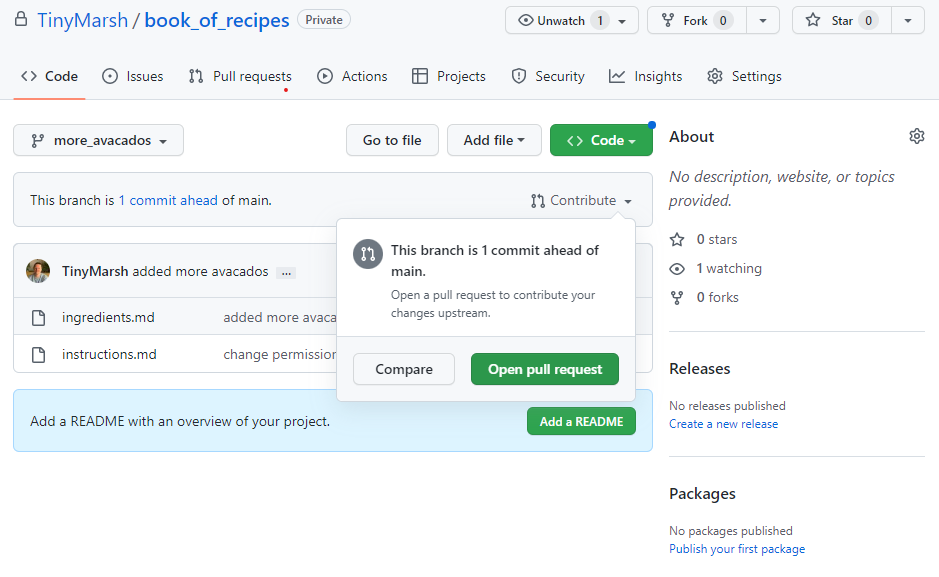 TinyMarsh / book_of_recipes Private
Unwatch 1 Fork 0 Star 0
Code Issues Pull requests Actions Projects Security Insights Settings
more_avacados Go to file Add file Code
This branch is 1 commit ahead of main. Contribute
This branch is 1 commit ahead of
main.
Open a pull request to contribute your
changes upstream.
Compare Open pull request
TinyMarsh added more avacados ...
ingredients.md added more avaca
instructions.md change permission
Add a README with an overview of your project. Add a README
About
No description, website, or topics
provided.
0 stars
1 watching
0 forks
Releases
No releases published
Create a new release
Packages
No packages published
Publish your first package